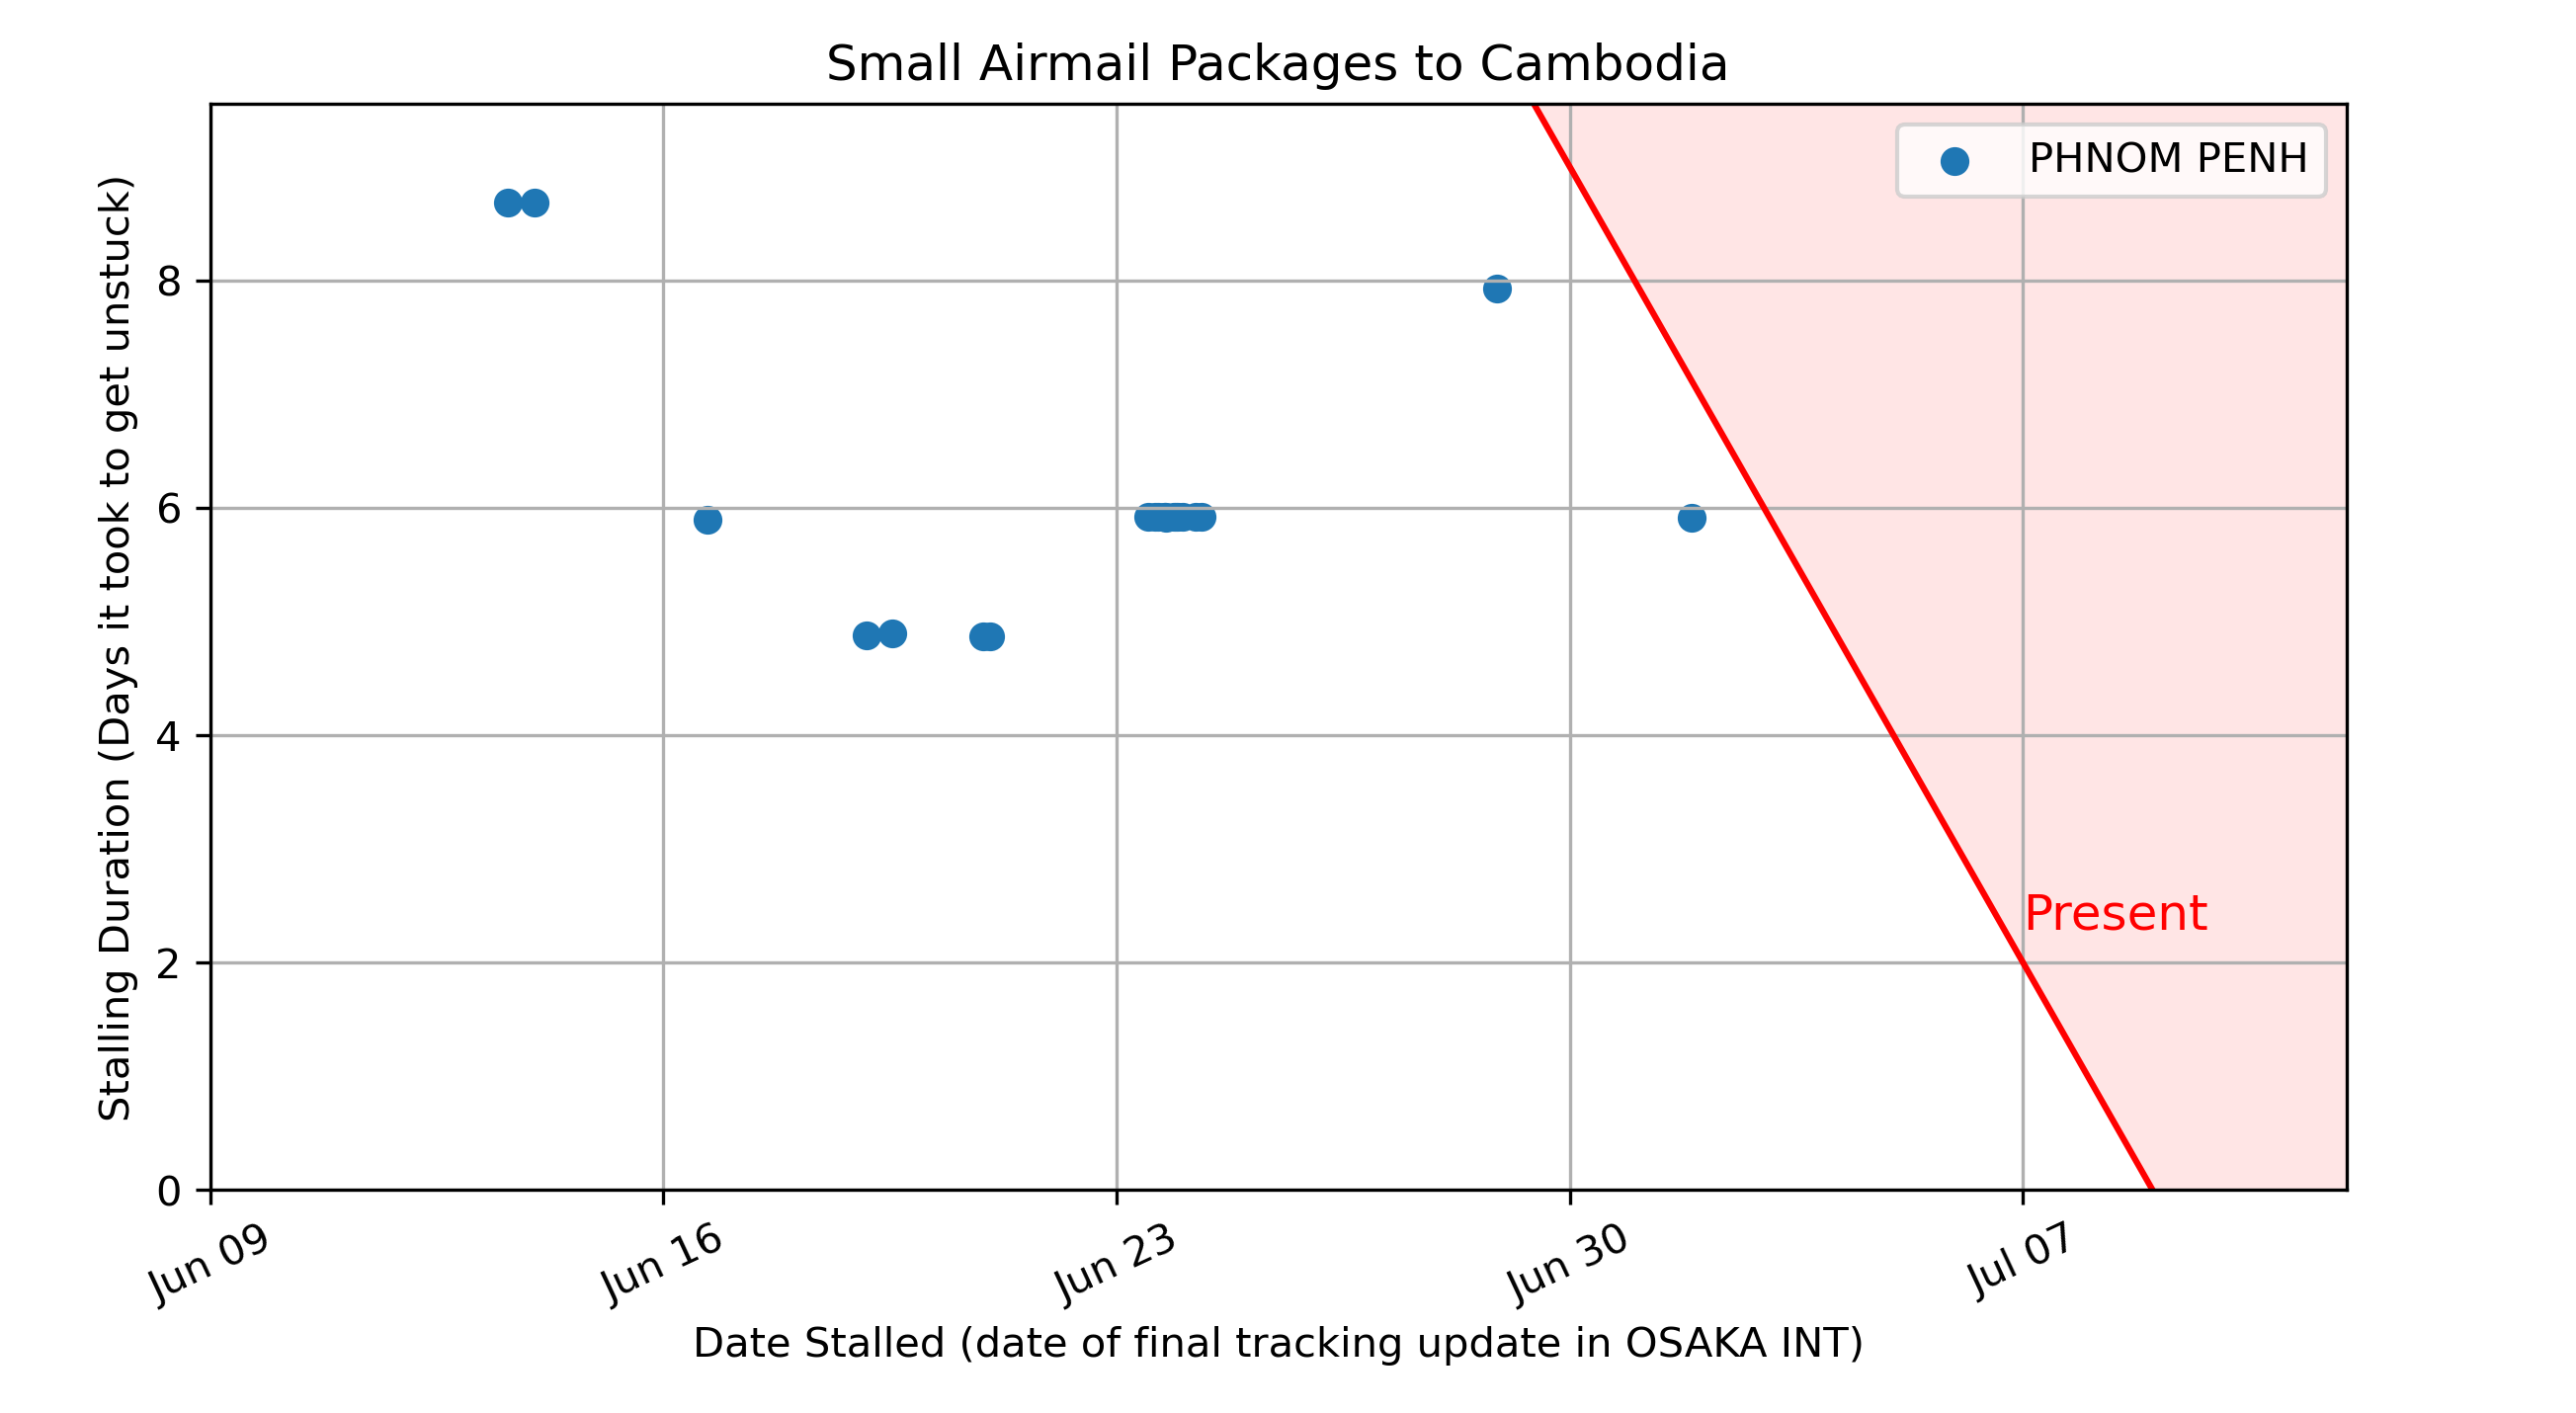 Small Airmail Packages to Cambodia
PHNOM PENH
Stalling Duration (Days it took to get unstuck)
8
6
4
2
0
Present
Jun 09
Jun 16
Jun 23
Jun 30
Jul 07
Date Stalled (date of final tracking update in OSAKA INT)